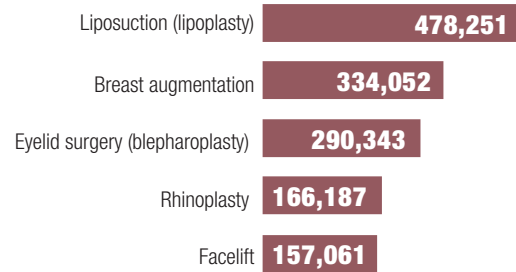 Liposuction (lipoplasty) 478,251
Breast augmentation 334,052
Eyelid surgery (blepharoplasty) 290,343
Rhinoplasty 166,187
Facelift 157,061